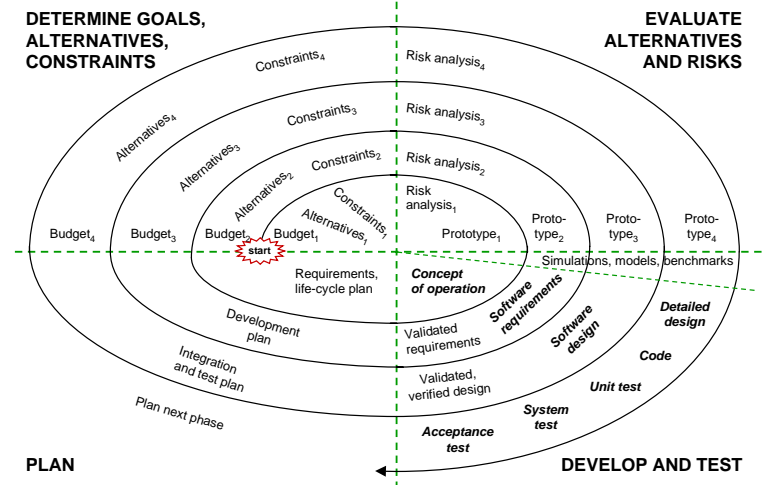 DETERMINE GOALS,
ALTERNATIVES,
CONSTRAINTS
EVALUATE
ALTERNATIVES
AND RISKS
Constraints₄
Risk analysis₄
Alternatives₄
Constraints₃
Risk analysis₃
Alternatives₃
Constraints₂
Risk analysis₂
Alternatives₂
Constraints₁
Alternatives₁
Risk
analysis₁
Budget₄
Budget₃
Budget₂
Budget₁
start
Prototype₁
Proto-
type₂
Proto-
type₃
Proto-
type₄
Simulations, models, benchmarks
Requirements,
life-cycle plan
Concept
of operation
Software
requirements
Detailed
design
Development
plan
Validated
requirements
Software
design
Code
Integration
and test plan
Validated,
verified design
Unit test
Plan next phase
System
test
Acceptance
test
PLAN
DEVELOP AND TEST